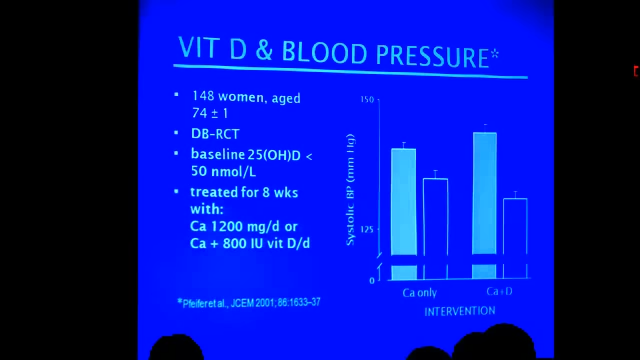 VIT D & BLOOD PRESSURE*
148 women, aged
74 ± 1
DB-RCT
baseline 25(OH)D <
50 nmol/L
treated for 8 wks
with:
Ca 1200 mg/d or
Ca + 800 IU vit D/d
*Pfeifer et al., JCEM 2001; 86:1633-37
150
Systolic BP (mm Hg)
125
0
Ca only
Ca+D
INTERVENTION